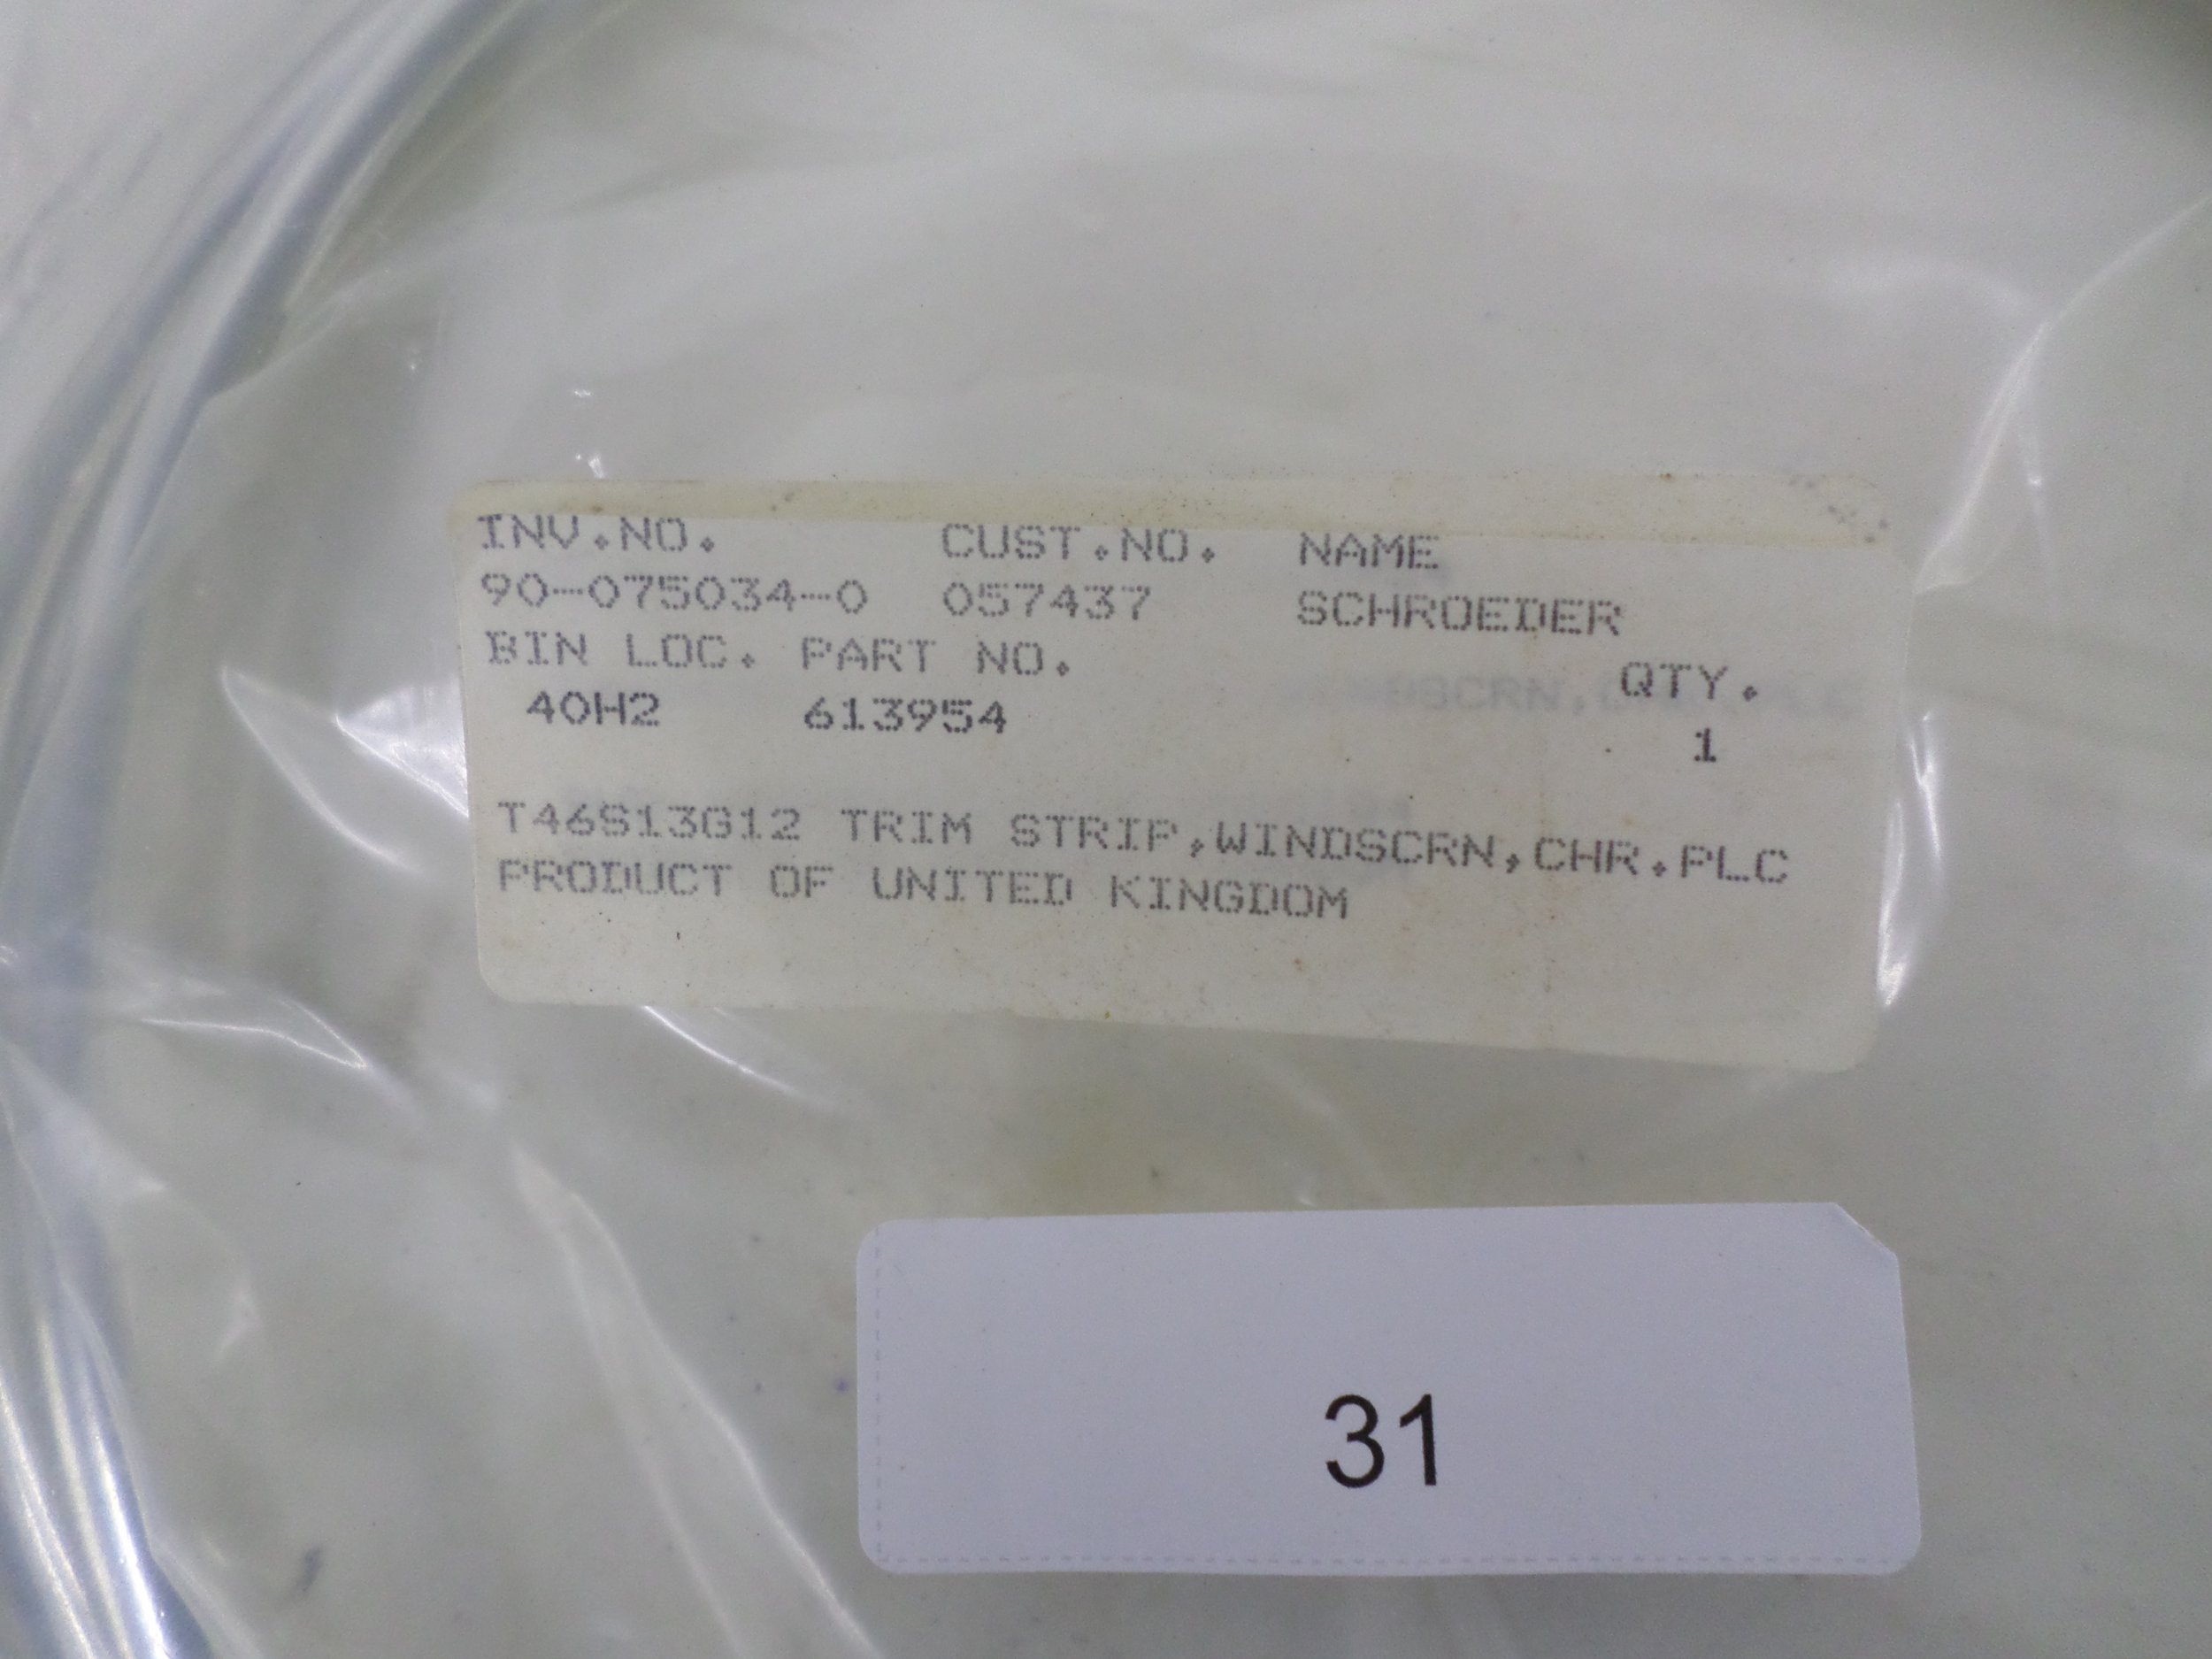 INV.NO. CUST.NO. NAME
90-075034-0 057437 SCHROEDER
BIN LOC. PART NO. QTY.
40H2 613954 1
T46S13G12 TRIM STRIP,WINDSCRN,CHR.PLC
PRODUCT OF UNITED KINGDOM
31